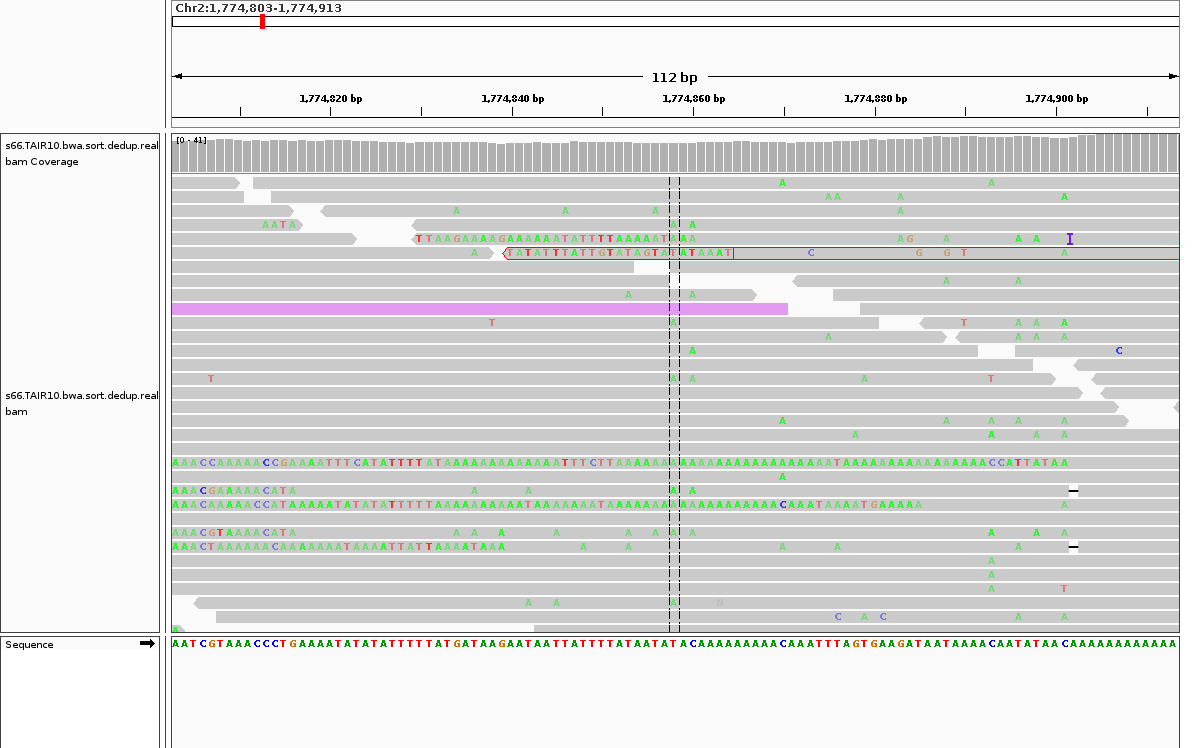 Chr2:1,774,803-1,774,913
112 bp
1,774,820 bp 1,774,840 bp 1,774,860 bp 1,774,880 bp 1,774,900 bp
s66.TAIR10.bwa.sort.dedup.real
bam Coverage
[0 - 41]
A A
A A A A
A A A A
A A T A A A
T T A A G A A A A G A A A A A A T A T T T T A A A A A T A A A A G A A A
A T A T A T T T A T T G T A T A G T A T A T A A A T C G G T A
A A
A A
T A T A A A
A A A A
A C
T A A A T
A A A A A
A A A A
A
A A A C G A A A A C A T A A A A A
A
A A A C G T A A A C A T A A A A A A A A A A A
A
A
A T
A A A N
C A C A A
A
s66.TAIR10.bwa.sort.dedup.real
bam
Sequence
AATCGTAAACCCTGAAAATATATATTTTTATGATAAGAATAATTATTTTATAATATACAAAAAAAAACAAATTTAGTGAAGATAATAAAACAATATAACAAAAAAAAAAAA